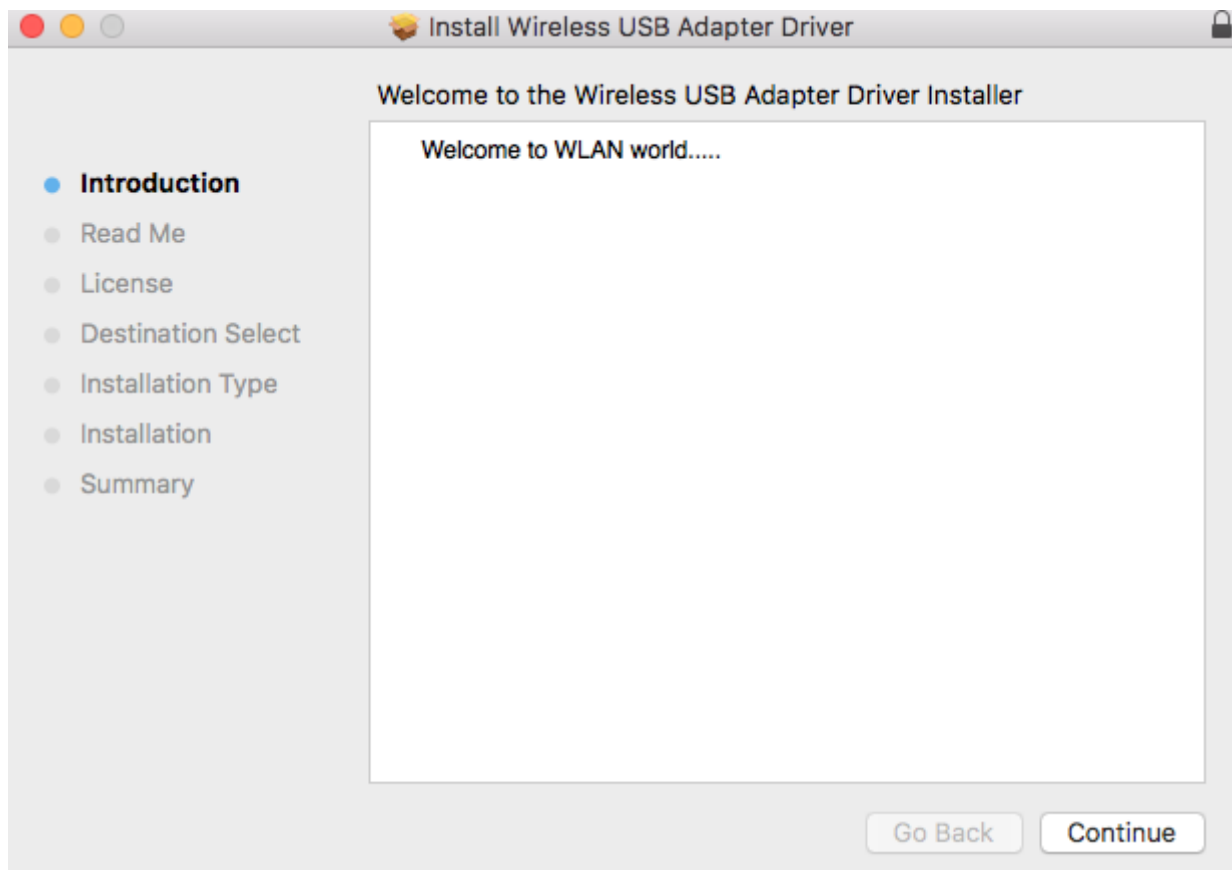 Install Wireless USB Adapter Driver
Welcome to the Wireless USB Adapter Driver Installer
Welcome to WLAN world.....
Introduction
Read Me
License
Destination Select
Installation Type
Installation
Summary
Go Back
Continue